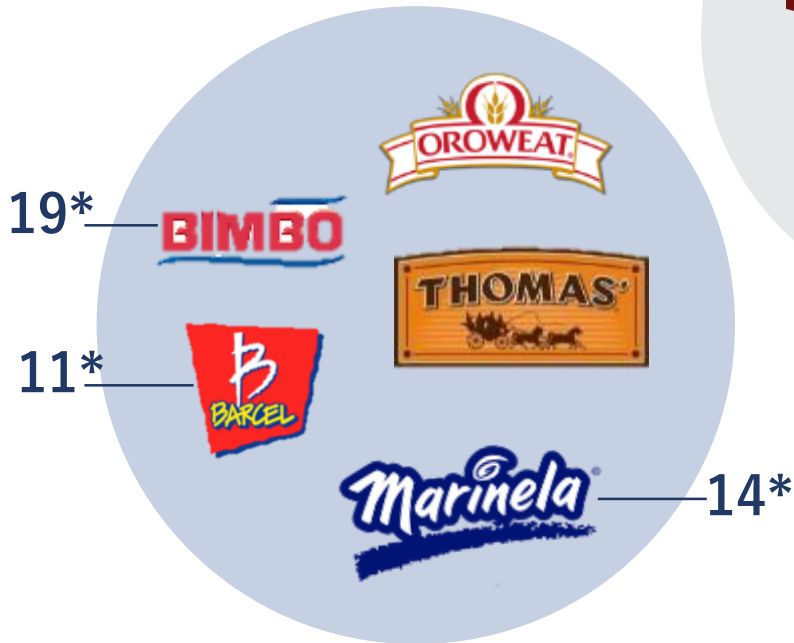 OROWEAT®
19*
BIMBO
THOMAS'
B
BARCEL
11*
Marinela®
14*